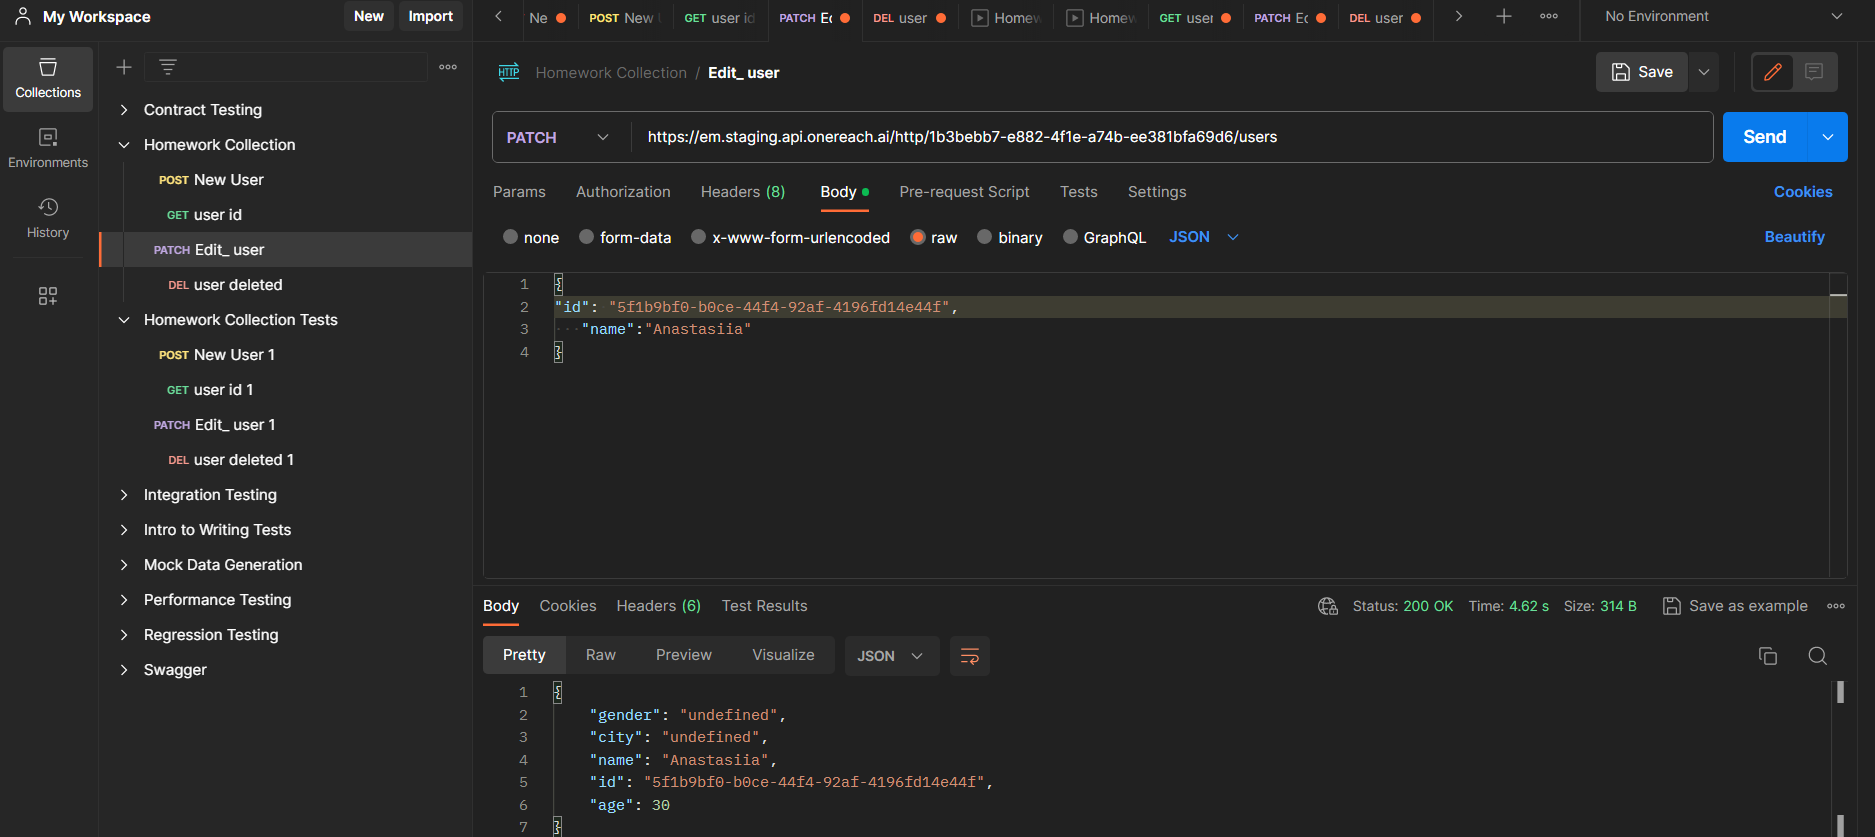 My Workspace New Import
Ne POST New GET user id PATCH Ec DEL user Homew Homew GET user PATCH Ec DEL user No Environment
Collections
Environments
History
Contract Testing
Homework Collection
POST New User
GET user id
PATCH Edit_ user
DEL user deleted
Homework Collection Tests
POST New User 1
GET user id 1
PATCH Edit_ user 1
DEL user deleted 1
Integration Testing
Intro to Writing Tests
Mock Data Generation
Performance Testing
Regression Testing
Swagger
HTTP Homework Collection / Edit_ user Save
PATCH https://em.staging.api.onereach.ai/http/1b3bebb7-e882-4f1e-a74b-ee381bfa69d6/users Send
Params Authorization Headers (8) Body Pre-request Script Tests Settings Cookies
none form-data x-www-form-urlencoded raw binary GraphQL JSON Beautify
1 {
2 "id": "5f1b9bf0-b0ce-44f4-92af-4196fd14e44f",
3 "name":"Anastasiia"
4 }
Body Cookies Headers (6) Test Results Status: 200 OK Time: 4.62 s Size: 314 B Save as example
Pretty Raw Preview Visualize JSON
1 {
2 "gender": "undefined",
3 "city": "undefined",
4 "name": "Anastasiia",
5 "id": "5f1b9bf0-b0ce-44f4-92af-4196fd14e44f",
6 "age": 30
7 }